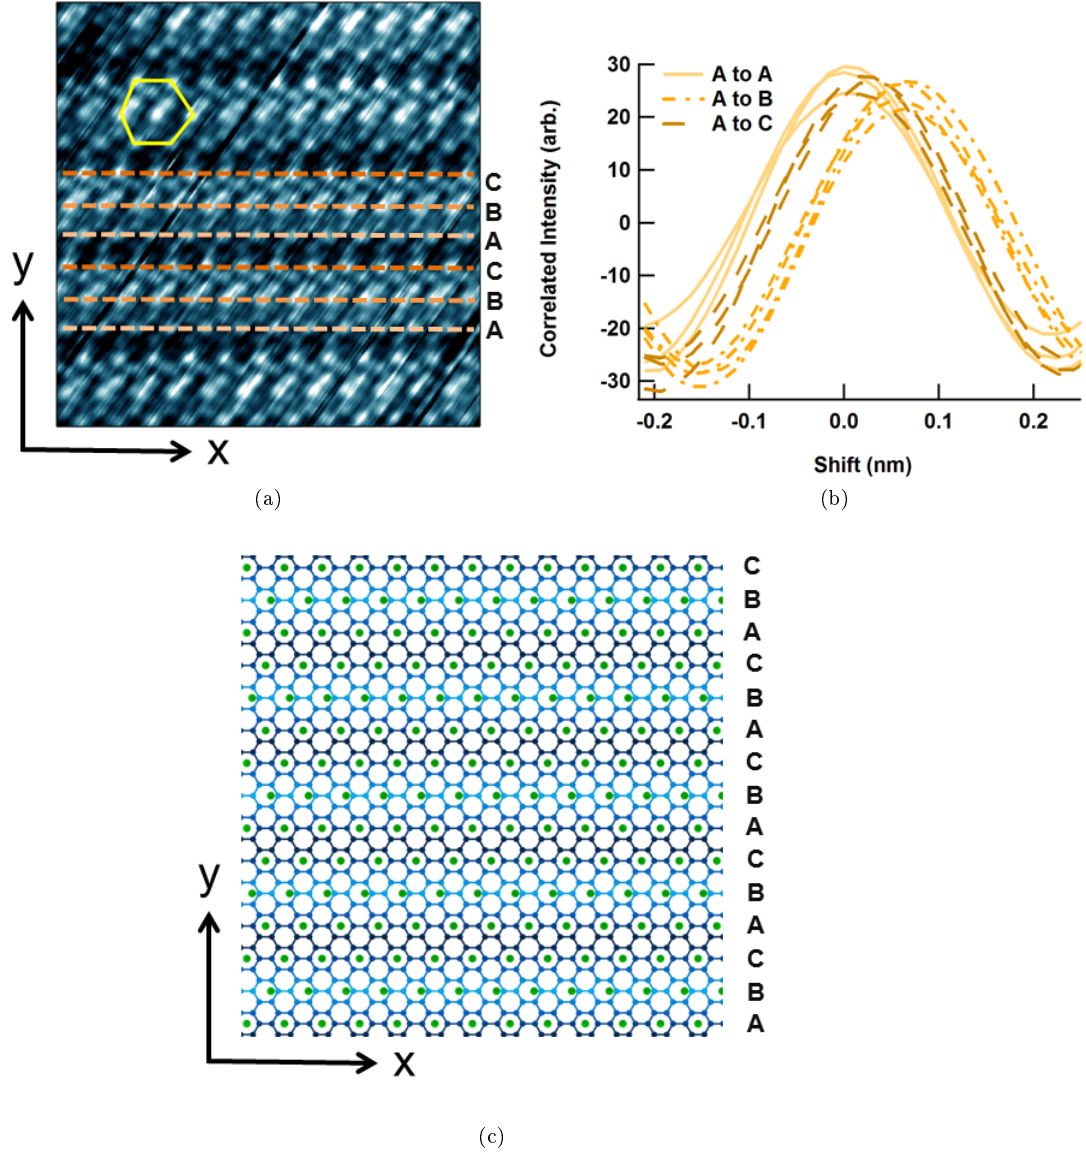 C
B
A
C
B
A
y
x
(a)
Correlated Intensity (arb.)
30
20
10
0
-10
-20
-30
A to A
A to B
A to C
-0.2
-0.1
0.0
0.1
0.2
Shift (nm)
(b)
C
B
A
C
B
A
C
B
A
C
B
A
C
B
A
y
x
(c)